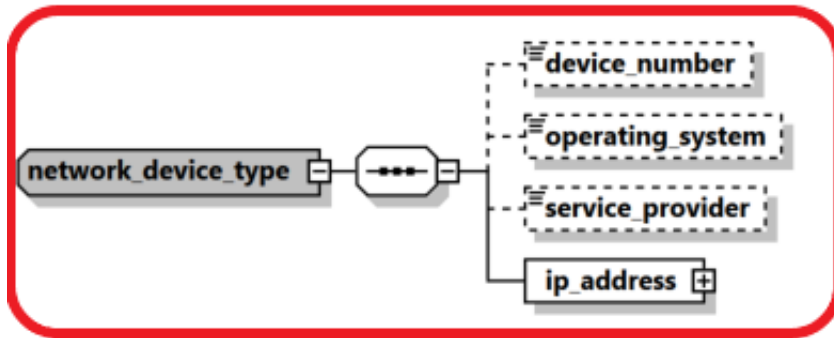 device_number
operating_system
network_device_type
service_provider
ip_address